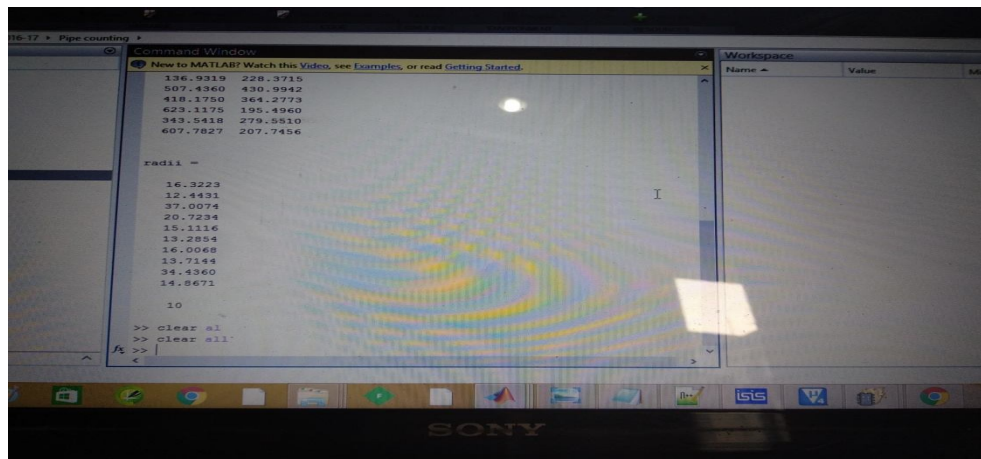 016-17 ▸ Pipe counting ▸
Command Window
New to MATLAB? Watch this Video, see Examples, or read Getting Started.
136.9319 228.3715
507.4360 430.9942
418.1750 364.2773
623.1175 195.4960
343.5418 279.5510
607.7827 207.7456
radii =
16.3223
12.4431
37.0074
20.7234
15.1116
13.2854
16.0068
13.7144
34.4360
14.8671
10
>> clear al
>> clear all'
fx >>
Workspace
Name Value
isis
SONY